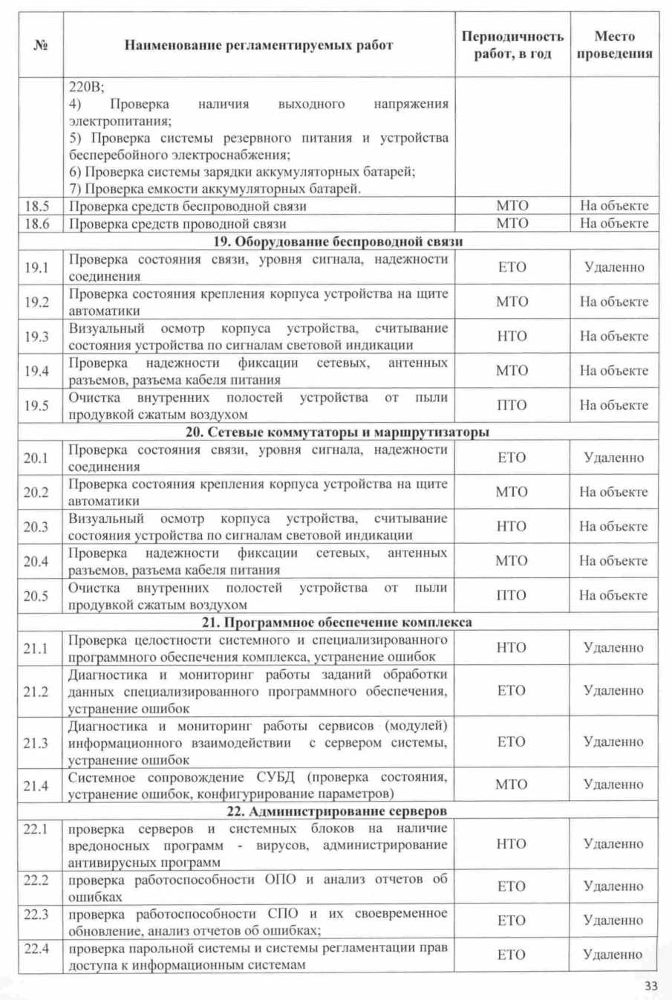 № Наименование регламентируемых работ Периодичность Место
работ, в год проведения
220В;
4) Проверка наличия выходного напряжения
электропитания;
5) Проверка системы резервного питания и устройства
бесперебойного электроснабжения;
6) Проверка системы зарядки аккумуляторных батарей;
7) Проверка емкости аккумуляторных батарей.
18.5 Проверка средств беспроводной связи МТО На объекте
18.6 Проверка средств проводной связи МТО На объекте
19. Оборудование беспроводной связи
19.1 Проверка состояния связи, уровня сигнала, надежности ЕТО Удаленно
соединения
19.2 Проверка состояния крепления корпуса устройства на щите МТО На объекте
автоматики
19.3 Визуальный осмотр корпуса устройства, считывание НТО На объекте
состояния устройства по сигналам световой индикации
19.4 Проверка надежности фиксации сетевых, антенных МТО На объекте
разъемов, разъема кабеля питания
19.5 Очистка внутренних полостей устройства от пыли ПТО На объекте
продувкой сжатым воздухом
20. Сетевые коммутаторы и маршрутизаторы
20.1 Проверка состояния связи, уровня сигнала, надежности ЕТО Удаленно
соединения
20.2 Проверка состояния крепления корпуса устройства на щите МТО На объекте
автоматики
20.3 Визуальный осмотр корпуса устройства, считывание НТО На объекте
состояния устройства по сигналам световой индикации
20.4 Проверка надежности фиксации сетевых, антенных МТО На объекте
разъемов, разъема кабеля питания
20.5 Очистка внутренних полостей устройства от пыли ПТО На объекте
продувкой сжатым воздухом
21. Программное обеспечение комплекса
21.1 Проверка целостности системного и специализированного НТО Удаленно
программного обеспечения комплекса, устранение ошибок
21.2 Диагностика и мониторинг работы заданий обработки ЕТО Удаленно
данных специализированного программного обеспечения,
устранение ошибок
21.3 Диагностика и мониторинг работы сервисов (модулей) ЕТО Удаленно
информационного взаимодействии с сервером системы,
устранение ошибок
21.4 Системное сопровождение СУБД (проверка состояния, МТО Удаленно
устранение ошибок, конфигурирование параметров)
22. Администрирование серверов
22.1 проверка серверов и системных блоков на наличие НТО Удаленно
вредоносных программ - вирусов, администрирование
антивирусных программ
22.2 проверка работоспособности ОПО и анализ отчетов об ЕТО Удаленно
ошибках
22.3 проверка работоспособности СПО и их своевременное ЕТО Удаленно
обновление, анализ отчетов об ошибках;
22.4 проверка парольной системы и системы регламентации прав ЕТО Удаленно
доступа к информационным системам
33